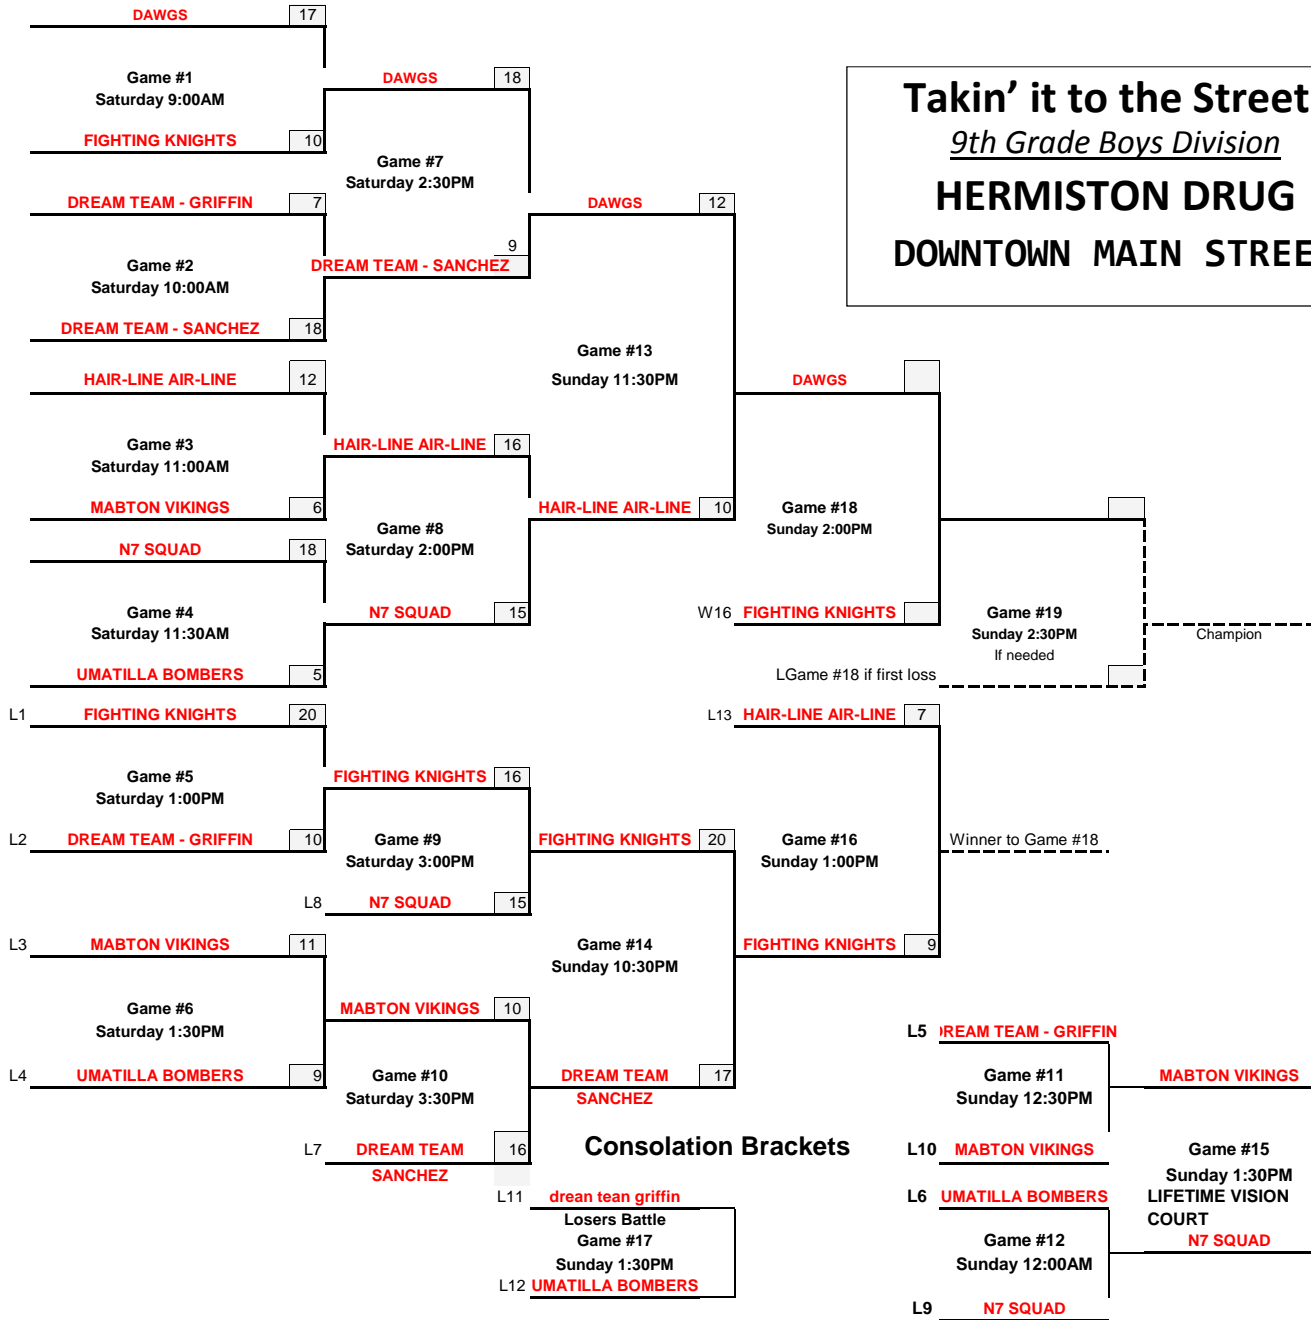 DAWGS 17
Game #1
Saturday 9:00AM
FIGHTING KNIGHTS 10
DREAM TEAM - GRIFFIN 7
Game #2
Saturday 10:00AM
DREAM TEAM - SANCHEZ 18
HAIR-LINE AIR-LINE 12
Game #3
Saturday 11:00AM
MABTON VIKINGS 6
N7 SQUAD 18
Game #4
Saturday 11:30AM
UMATILLA BOMBERS 5
L1 FIGHTING KNIGHTS 20
Game #5
Saturday 1:00PM
L2 DREAM TEAM - GRIFFIN 10
L3 MABTON VIKINGS 11
Game #6
Saturday 1:30PM
L4 UMATILLA BOMBERS 9
DAWGS 18
Game #7
Saturday 2:30PM
9
DREAM TEAM - SANCHEZ
HAIR-LINE AIR-LINE 16
Game #8
Saturday 2:00PM
N7 SQUAD 15
FIGHTING KNIGHTS 16
Game #9
Saturday 3:00PM
L8 N7 SQUAD 15
MABTON VIKINGS 10
Game #10
Saturday 3:30PM
L7 DREAM TEAM 16
SANCHEZ
DAWGS 12
Game #13
Sunday 11:30PM
HAIR-LINE AIR-LINE 10
FIGHTING KNIGHTS 20
Game #14
Sunday 10:30PM
DREAM TEAM 17
SANCHEZ
Takin' it to the Street
9th Grade Boys Division
HERMISTON DRUG
DOWNTOWN MAIN STREE
DAWGS
Game #18
Sunday 2:00PM
W16 FIGHTING KNIGHTS
Game #19
Sunday 2:30PM
If needed
LGame #18 if first loss
Champion
L13 HAIR-LINE AIR-LINE 7
Game #16
Sunday 1:00PM
Winner to Game #18
FIGHTING KNIGHTS 9
Consolation Brackets
L11 drean tean griffin
Losers Battle
Game #17
Sunday 1:30PM
L12 UMATILLA BOMBERS
L5 REAM TEAM - GRIFFIN
Game #11
Sunday 12:30PM
L10 MABTON VIKINGS
L6 UMATILLA BOMBERS
Game #12
Sunday 12:00AM
L9 N7 SQUAD
MABTON VIKINGS
Game #15
Sunday 1:30PM
LIFETIME VISION
COURT
N7 SQUAD